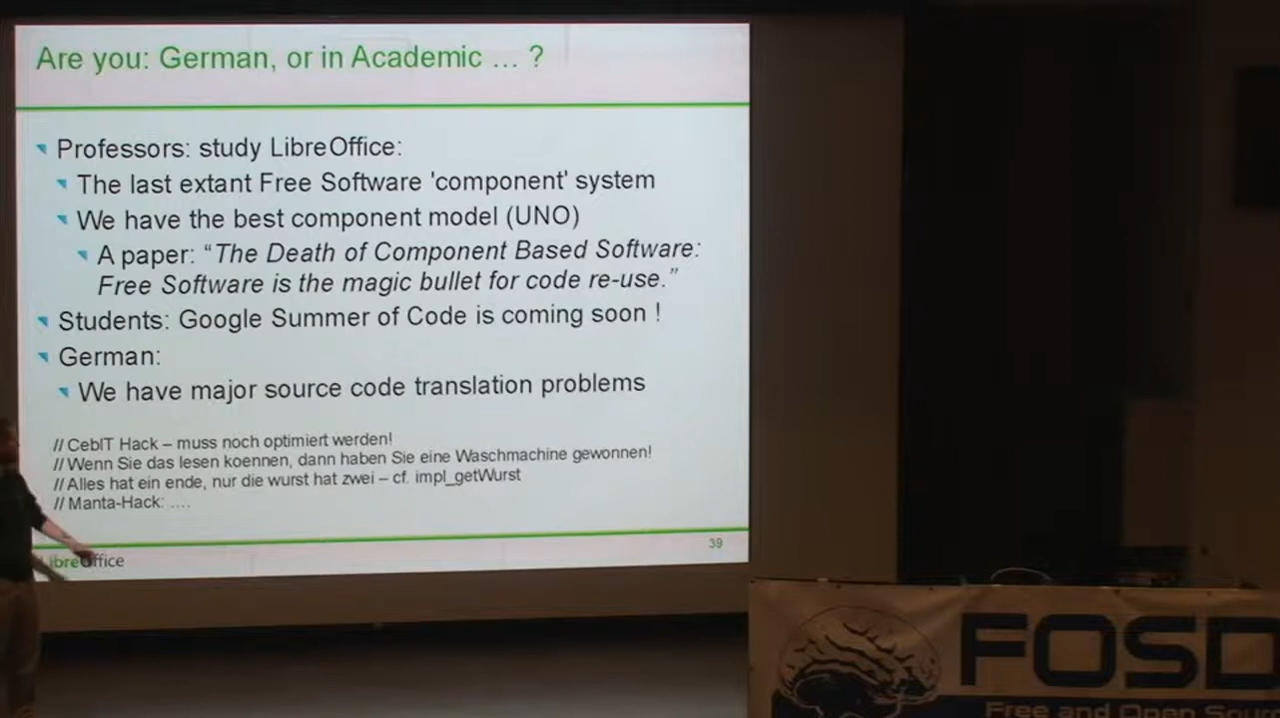 Are you: German, or in Academic ... ?
Professors: study LibreOffice:
The last extant Free Software 'component' system
We have the best component model (UNO)
A paper: “The Death of Component Based Software:
Free Software is the magic bullet for code re-use.”
Students: Google Summer of Code is coming soon !
German:
We have major source code translation problems
// CebIT Hack – muss noch optimiert werden!
// Wenn Sie das lesen koennen, dann haben Sie eine Waschmachine gewonnen!
// Alles hat ein ende, nur die wurst hat zwei – cf. impl_getWurst
// Manta-Hack: ....
39
LibreOffice
FOSD
Free and Open Sour